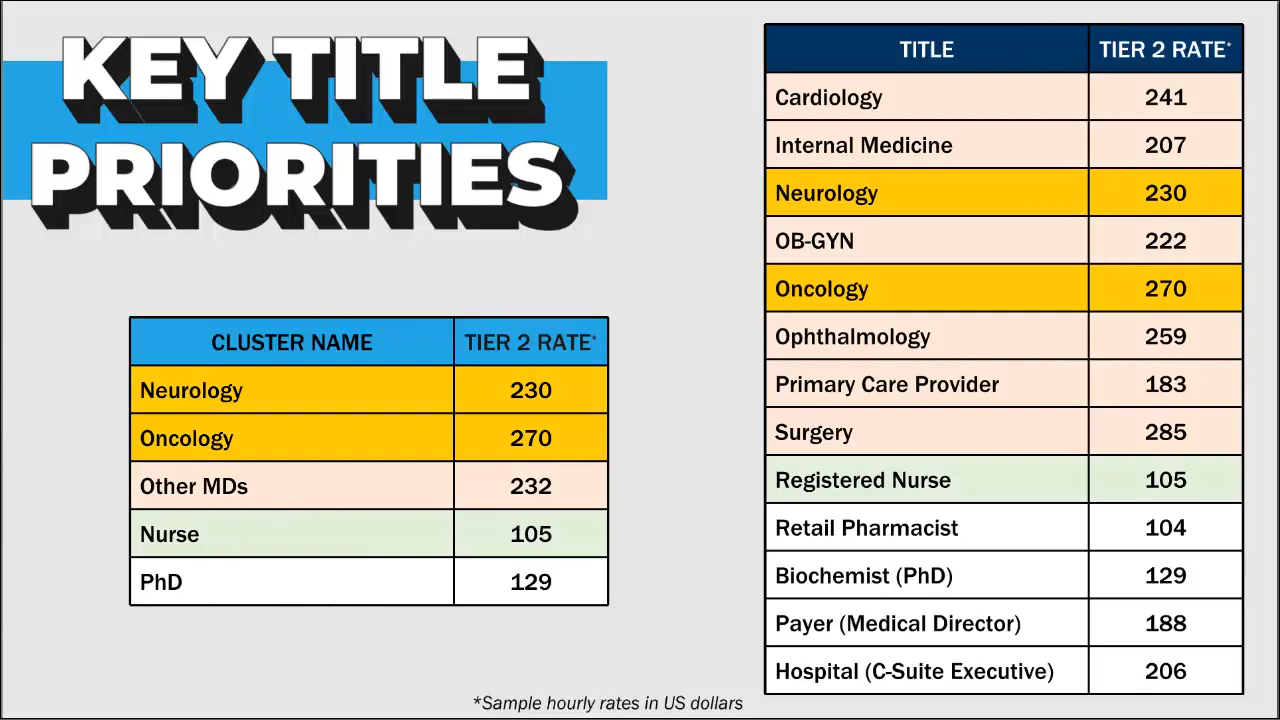 KEY TITLE
PRIORITIES
CLUSTER NAME TIER 2 RATE*
Neurology 230
Oncology 270
Other MDs 232
Nurse 105
PhD 129
TITLE TIER 2 RATE*
Cardiology 241
Internal Medicine 207
Neurology 230
OB-GYN 222
Oncology 270
Ophthalmology 259
Primary Care Provider 183
Surgery 285
Registered Nurse 105
Retail Pharmacist 104
Biochemist (PhD) 129
Payer (Medical Director) 188
Hospital (C-Suite Executive) 206
*Sample hourly rates in US dollars